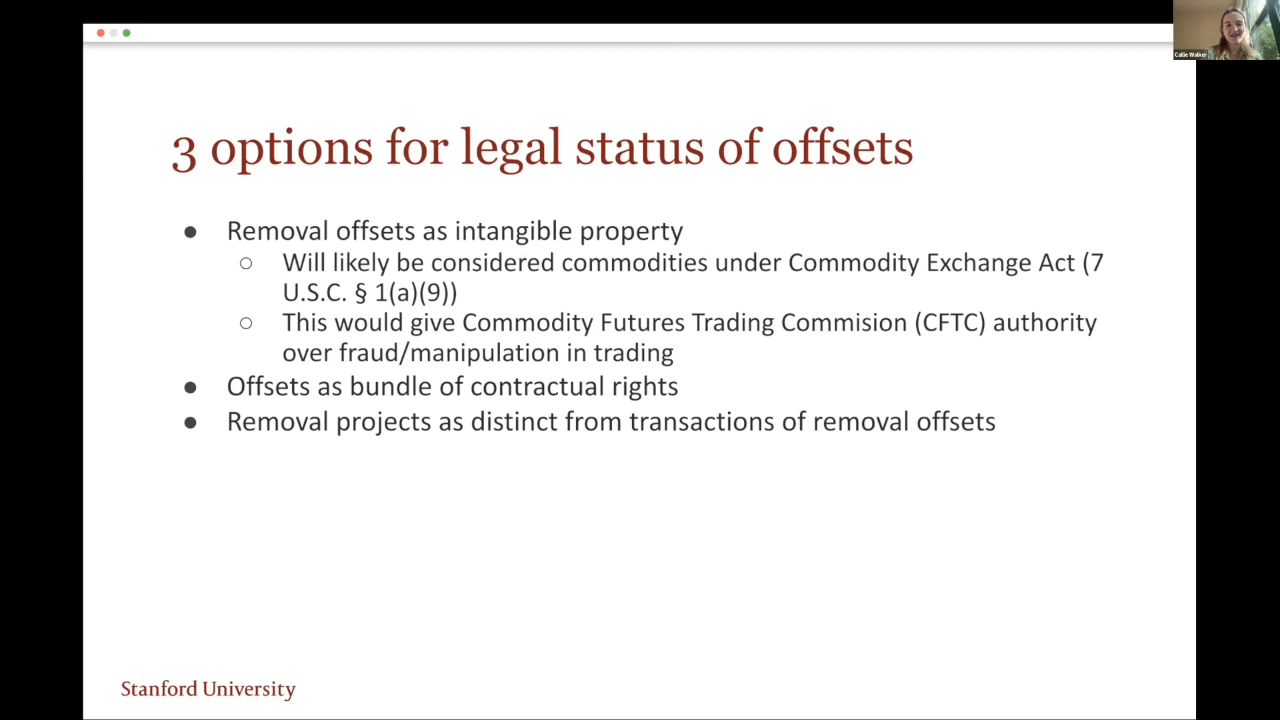 Callie Walker
3 options for legal status of offsets
● Removal offsets as intangible property
○ Will likely be considered commodities under Commodity Exchange Act (7
U.S.C. § 1(a)(9))
○ This would give Commodity Futures Trading Commision (CFTC) authority
over fraud/manipulation in trading
● Offsets as bundle of contractual rights
● Removal projects as distinct from transactions of removal offsets
Stanford University